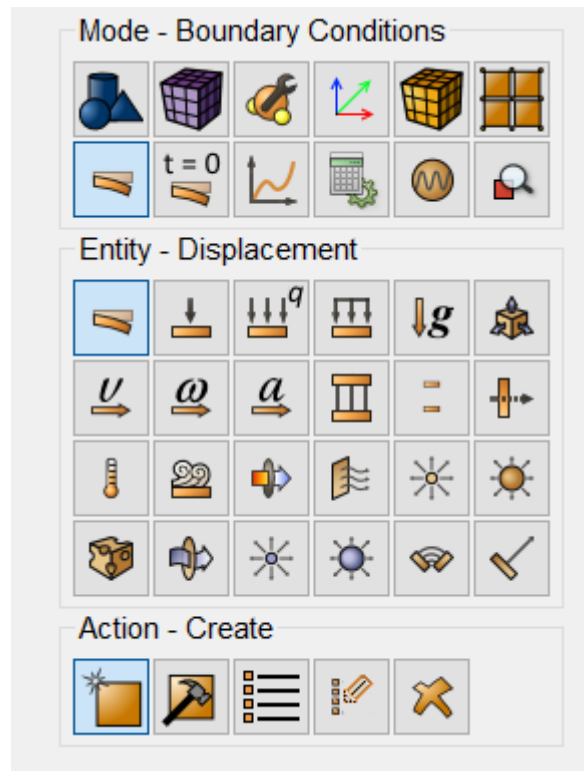 Mode - Boundary Conditions
t = 0
Entity - Displacement
q
g
υ ω a
Action - Create